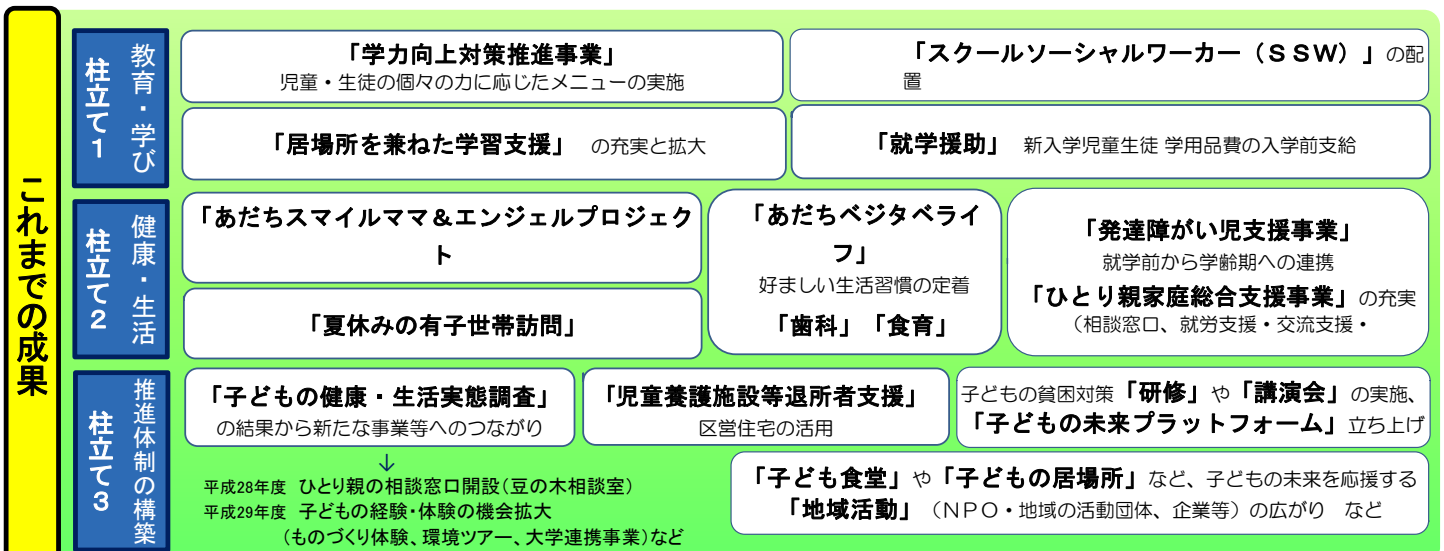 これまでの成果
柱立て1
教育・学び
「学力向上対策推進事業」
児童・生徒の個々の力に応じたメニューの実施
「スクールソーシャルワーカー（ＳＳＷ）」の配
置
「居場所を兼ねた学習支援」　の充実と拡大
「就学援助」　新入学児童生徒 学用品費の入学前支給
柱立て2
健康・生活
「あだちスマイルママ＆エンジェルプロジェク
ト
「夏休みの有子世帯訪問」
「あだちベジタベライ
フ」
好ましい生活習慣の定着
「歯科」「食育」
「発達障がい児支援事業」
就学前から学齢期への連携
「ひとり親家庭総合支援事業」の充実
（相談窓口、就労支援・交流支援・
柱立て3
推進体制の構築
「子どもの健康・生活実態調査」
の結果から新たな事業等へのつながり
↓
平成28年度　ひとり親の相談窓口開設（豆の木相談室）
平成29年度　子どもの経験・体験の機会拡大
（ものづくり体験、環境ツアー、大学連携事業）など
「児童養護施設等退所者支援」
区営住宅の活用
子どもの貧困対策「研修」や「講演会」の実施、
「子どもの未来プラットフォーム」立ち上げ
「子ども食堂」や「子どもの居場所」など、子どもの未来を応援する
「地域活動」（ＮＰＯ・地域の活動団体、企業等）の広がり　など